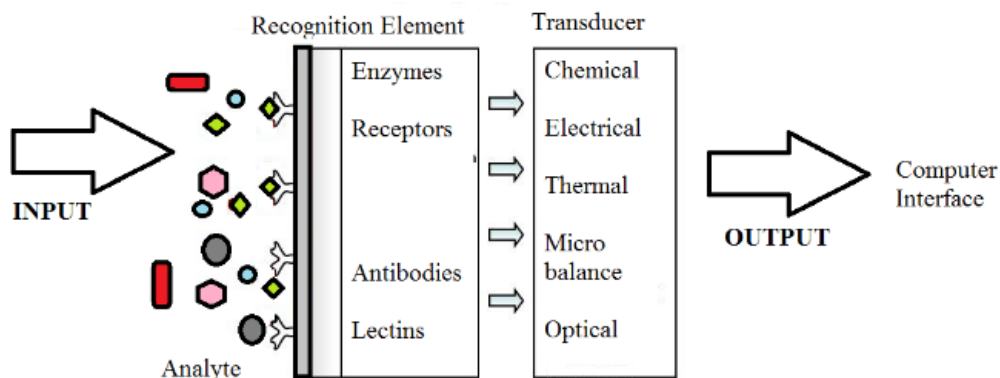 Recognition Element
Transducer
Enzymes
Receptors
Antibodies
Lectins
Chemical
Electrical
Thermal
Micro
balance
Optical
INPUT
Analyte
OUTPUT
Computer
Interface